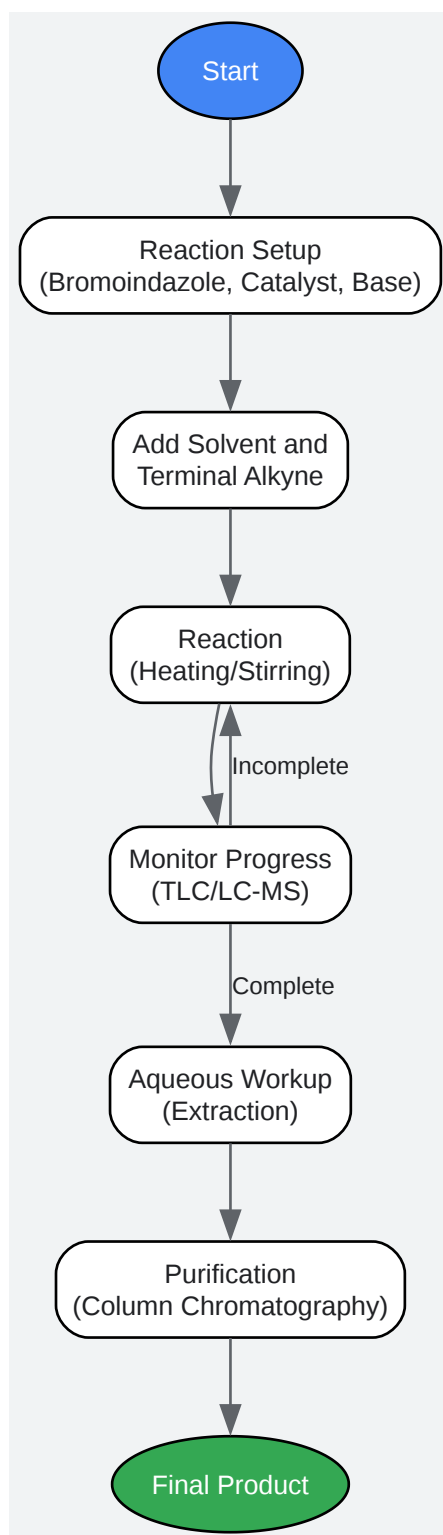 Start
Reaction Setup
(Bromoindazole, Catalyst, Base)
Add Solvent and
Terminal Alkyne
Reaction
(Heating/Stirring)
Incomplete
Monitor Progress
(TLC/LC-MS)
Complete
Aqueous Workup
(Extraction)
Purification
(Column Chromatography)
Final Product